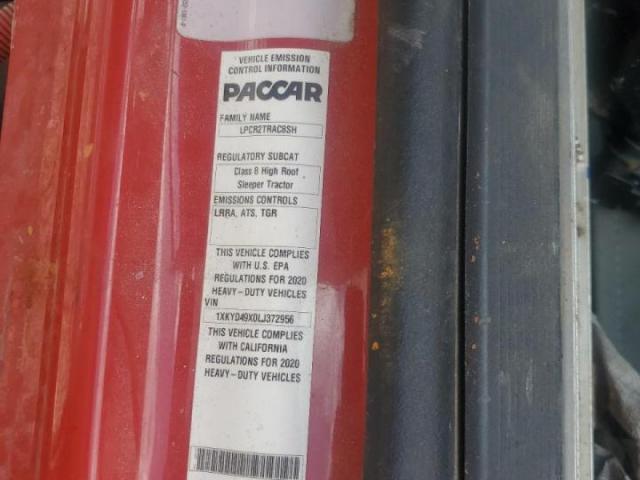 VEHICLE EMISSION
CONTROL INFORMATION
PACCAR
FAMILY NAME
LPCR2TRAC8SH
REGULATORY SUBCAT
Class 8 High Roof
Sleeper Tractor
EMISSIONS CONTROLS
LRRA, ATS, TGR
THIS VEHICLE COMPLIES
WITH U.S. EPA
REGULATIONS FOR 2020
HEAVY-DUTY VEHICLES
VIN
1XKYD49X0LJ372956
THIS VEHICLE COMPLIES
WITH CALIFORNIA
REGULATIONS FOR 2020
HEAVY-DUTY VEHICLES